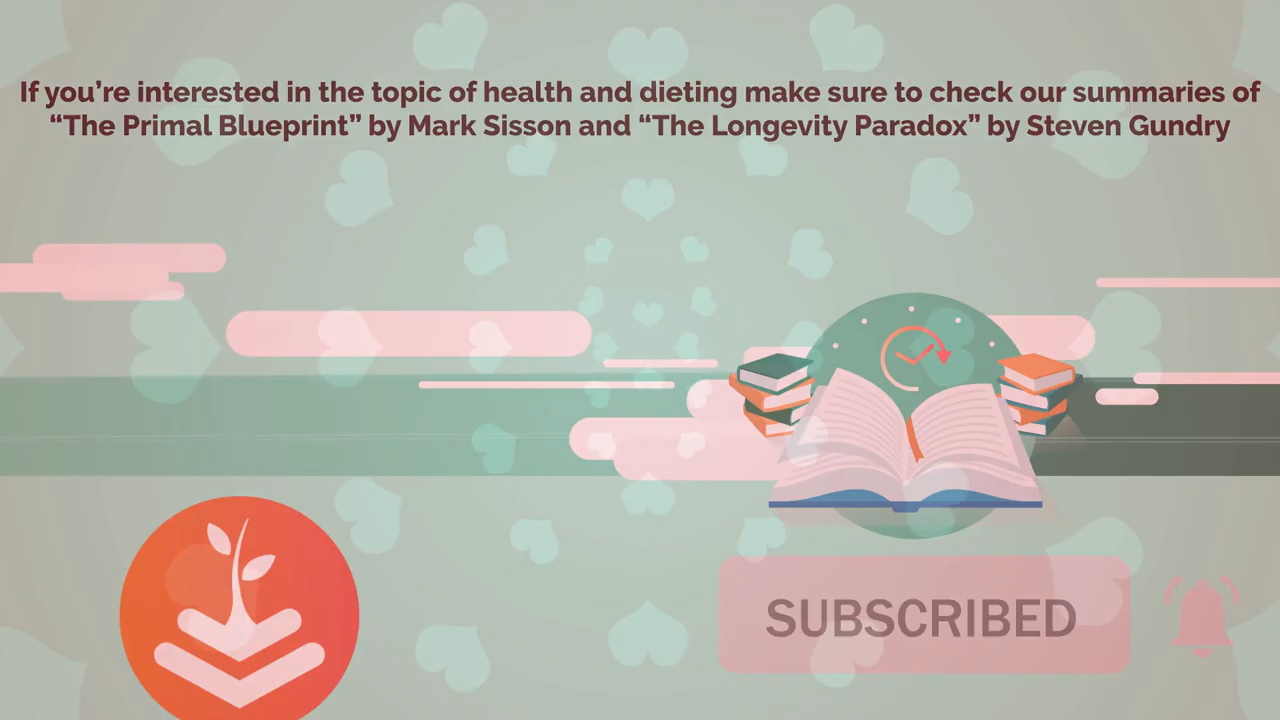 If you’re interested in the topic of health and dieting make sure to check our summaries of
“The Primal Blueprint” by Mark Sisson and “The Longevity Paradox” by Steven Gundry
SUBSCRIBED